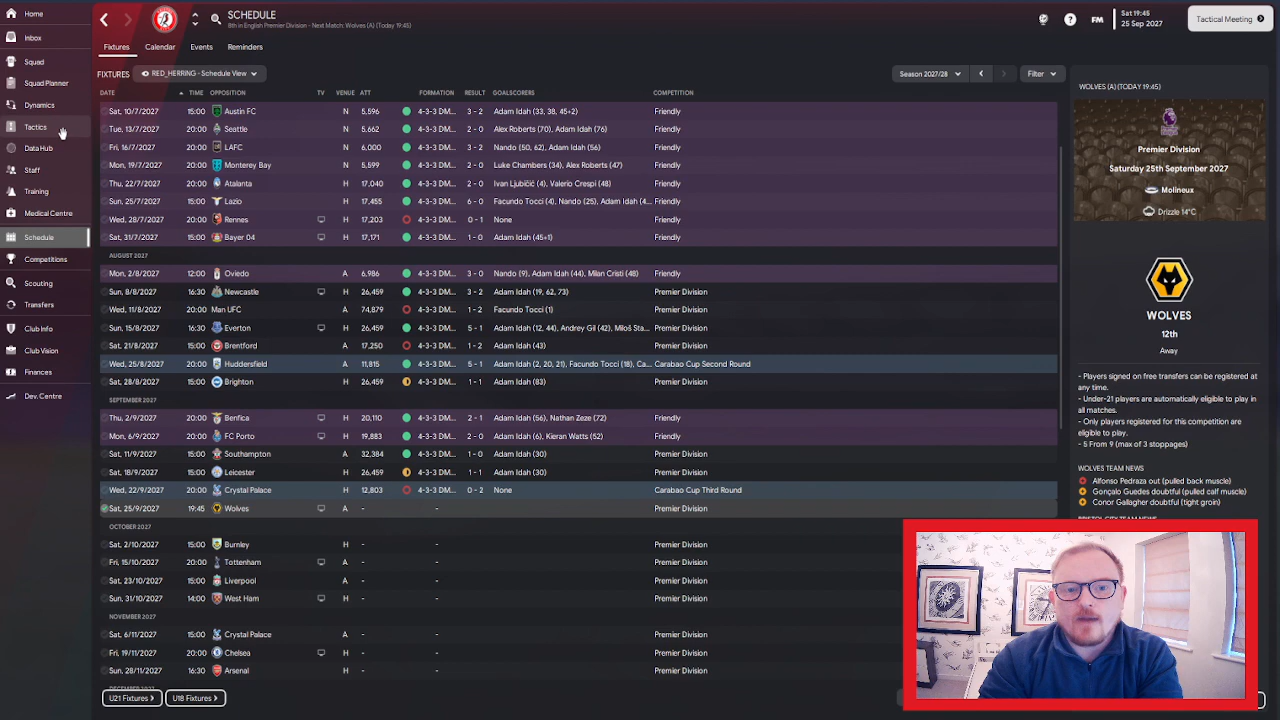 Home
Inbox
Squad
Squad Planner
Dynamics
Tactics
Data Hub
Staff
Training
Medical Centre
Schedule
Competitions
Scouting
Transfers
Club Info
Club Vision
Finances
Dev.Centre
SCHEDULE
8th in English Premier Division - Next Match: Wolves (A) (Today 19:45)
FM
Sat 19:45
25 Sep 2027
Tactical Meeting
Fixtures Calendar Events Reminders
FIXTURES RED_HERRING - Schedule View Season 2027/28 Filter
DATE TIME OPPOSITION TV VENUE ATT FORMATION RESULT GOALSCORERS COMPETITION
Sat, 10/7/2027 15:00 Austin FC N 5,596 4-3-3 DM... 3 - 2 Adam Idah (33, 38, 45+2) Friendly
Tue, 13/7/2027 20:00 Seattle N 5,662 4-3-3 DM... 2 - 0 Alex Roberts (70), Adam Idah (76) Friendly
Fri, 16/7/2027 20:00 LAFC N 6,000 4-3-3 DM... 3 - 2 Nando (50, 62), Adam Idah (56) Friendly
Mon, 19/7/2027 20:00 Monterey Bay N 5,599 4-3-3 DM... 3 - 2 Luke Chambers (34), Alex Roberts (47) Friendly
Thu, 22/7/2027 20:00 Atalanta H 17,040 4-3-3 DM... 2 - 0 Ivan Ljubičić (4), Valerio Crespi (48) Friendly
Sun, 25/7/2027 20:00 Lazio H 17,455 4-3-3 DM... Facundo Tocci (4), Nando (25), Adam Idah (4... Friendly
Wed, 28/7/2027 20:00 Rennes H 17,203 4-3-3 DM... 0 - 1 None Friendly
Sat, 31/7/2027 15:00 Bayer 04 H 17,171 4-3-3 DM... 1 - 0 Adam Idah (45+1) Friendly
AUGUST 2027
Mon, 2/8/2027 12:00 Oviedo A 6,986 4-3-3 DM... 3 - 0 Nando (9), Adam Idah (44), Milan Cristi (48) Friendly
Sun, 8/8/2027 16:30 Newcastle H 26,459 4-3-3 DM... 3 - 2 Adam Idah (19, 62, 73) Premier Division
Wed, 11/8/2027 20:00 Man UFC A 74,879 4-3-3 DM... 1 - 2 Facundo Tocci (1) Premier Division
Sun, 15/8/2027 16:30 Everton H 26,459 4-3-3 DM... 5 - 1 Adam Idah (12, 44), Andrey Gil (42), Miloš Sta... Premier Division
Sat, 21/8/2027 15:00 Brentford A 17,250 4-3-3 DM... 1 - 2 Adam Idah (43) Premier Division
Wed, 25/8/2027 20:00 Huddersfield A 11,815 4-3-3 DM... 5 - 1 Adam Idah (2, 20, 21), Facundo Tocci (18), Ca... Carabao Cup Second Round
Sat, 28/8/2027 15:00 Brighton H 26,459 4-3-3 DM... 1 - 1 Adam Idah (83) Premier Division
SEPTEMBER 2027
Thu, 2/9/2027 20:00 Benfica H 20,110 4-3-3 DM... 2 - 1 Adam Idah (56), Nathan Zeze (72) Friendly
Mon, 6/9/2027 20:00 FC Porto H 19,885 4-3-3 DM... 2 - 0 Adam Idah (6), Kieran Watts (52) Friendly
Sat, 11/9/2027 15:00 Southampton A 32,384 4-3-3 DM... 1 - 0 Adam Idah (30) Premier Division
Sat, 18/9/2027 15:00 Leicester H 26,459 4-3-3 DM... 1 - 1 Adam Idah (30) Premier Division
Wed, 22/9/2027 20:00 Crystal Palace H 12,802 4-3-3 DM... 0 - 2 None Carabao Cup Third Round
Sat, 25/9/2027 19:45 Wolves A - - Premier Division
OCTOBER 2027
Sat, 2/10/2027 15:00 Burnley H - - Premier Division
Fri, 15/10/2027 20:00 Tottenham A - - Premier Division
Sat, 23/10/2027 15:00 Liverpool A - - Premier Division
Sun, 31/10/2027 14:00 West Ham H - - Premier Division
NOVEMBER 2027
Sat, 6/11/2027 15:00 Crystal Palace A - - Premier Division
Fri, 19/11/2027 20:00 Chelsea H - - Premier Division
Sun, 28/11/2027 16:30 Arsenal H - - Premier Division
U21 Fixtures U18 Fixtures
WOLVES (A) (TODAY 19:45)
Premier Division
Saturday 25th September 2027
Molineux
Drizzle 14°C
WOLVES
12th
Away
- Players signed on free transfers can be registered at
any time.
- Under-21 players are automatically eligible to play in
all matches.
- Only players registered for this competition are
eligible to play.
- 5 From 9 (max of 3 stoppages)
WOLVES TEAM NEWS
Alfonso Pedraza out (pulled back muscle)
Gonçalo Guedes doubtful (pulled calf muscle)
Conor Gallagher doubtful (tight groin)